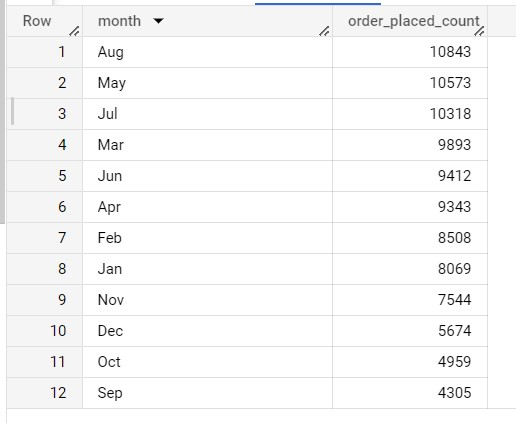 Row month order_placed_count
1 Aug 10843
2 May 10573
3 Jul 10318
4 Mar 9893
5 Jun 9412
6 Apr 9343
7 Feb 8508
8 Jan 8069
9 Nov 7544
10 Dec 5674
11 Oct 4959
12 Sep 4305